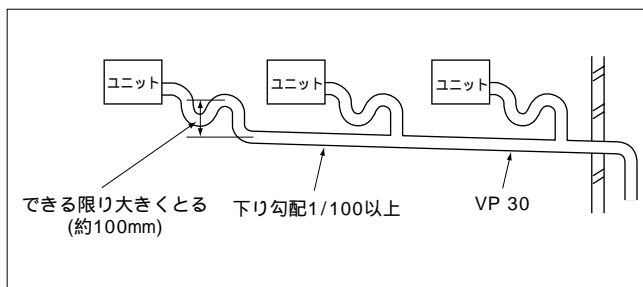 ユニット
ユニット
ユニット
できる限り大きくとる
(約100mm)
下り勾配1/100以上
VP 30